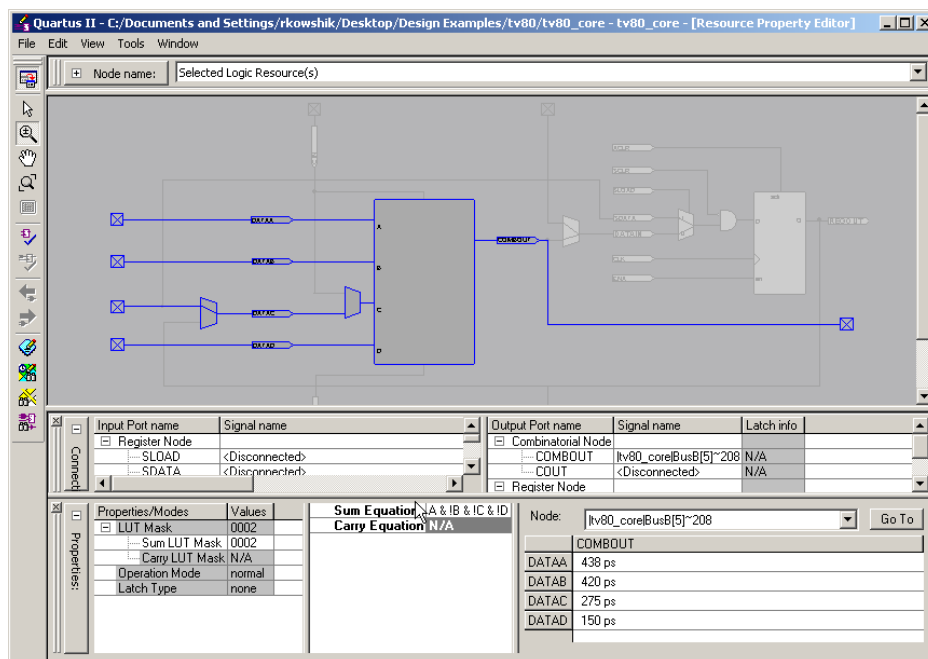 Quartus II - C:/Documents and Settings/rkowshik/Desktop/Design Examples/tv80/tv80_core - tv80_core - [Resource Property Editor]
File Edit View Tools Window
Node name: Selected Logic Resource(s)
DATAA
A
DATAB
B
COMBOUT
DATAC
C
DATAD
D
Connect
Input Port name Signal name
Register Node
SLOAD <Disconnected>
SDATA <Disconnected>
Output Port name Signal name Latch info
Combinatorial Node
COMBOUT |tv80_core|BusB[5]~208 N/A
COUT <Disconnected> N/A
Register Node
Properties:
Properties/Modes Values
LUT Mask 0002
Sum LUT Mask 0002
Carry LUT Mask N/A
Operation Mode normal
Latch Type none
Sum Equation A & !B & !C & !D
Carry Equation N/A
Node: |tv80_core|BusB[5]~208 Go To
COMBOUT
DATAA 438 ps
DATAB 420 ps
DATAC 275 ps
DATAD 150 ps